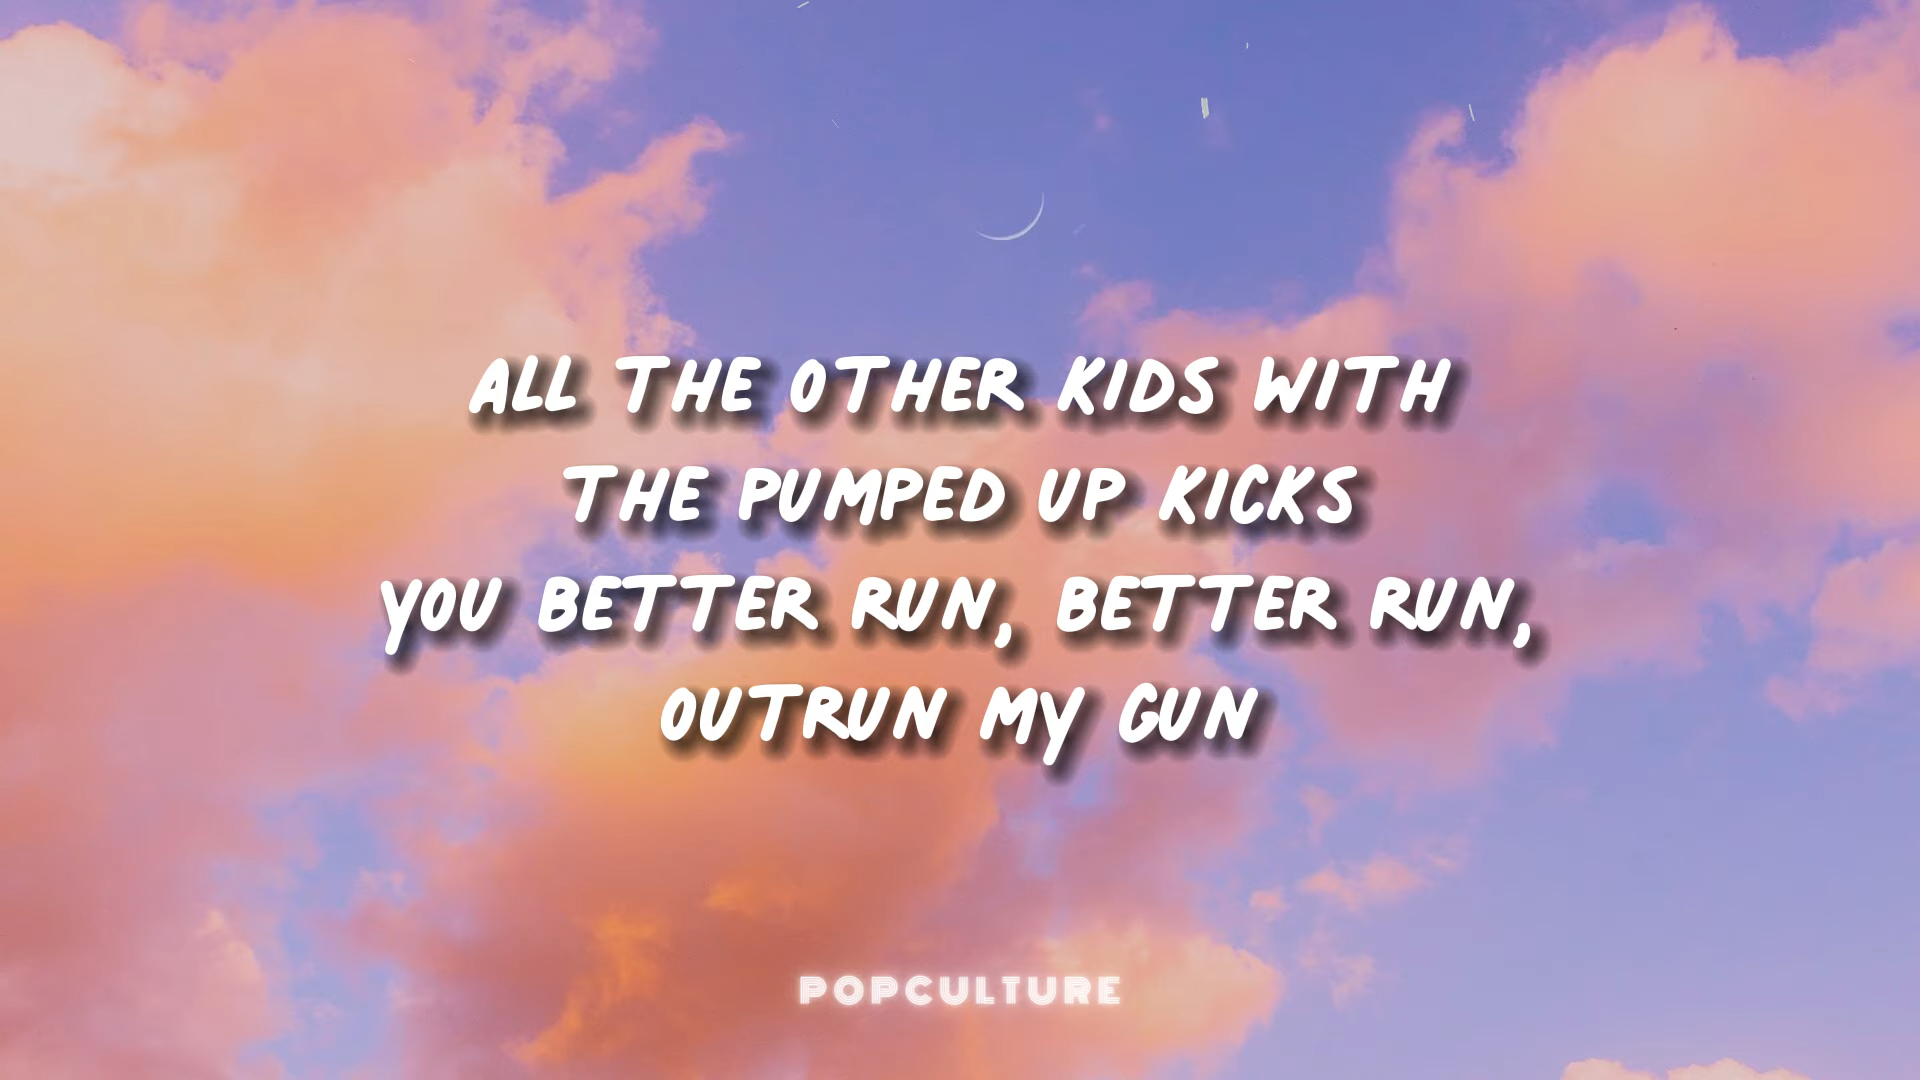 ALL THE OTHER KIDS WITH
THE PUMPED UP KICKS
YOU BETTER RUN, BETTER RUN,
OUTRUN MY GUN
POPCULTURE